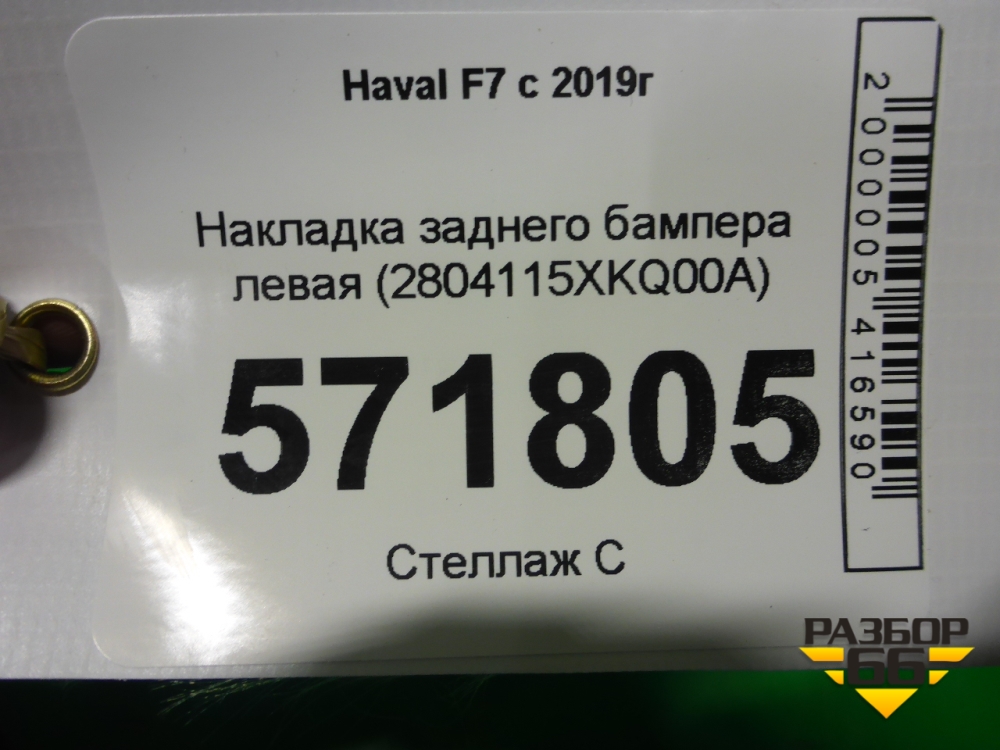 Haval F7 с 2019г
Накладка заднего бампера
левая (2804115XKQ00A)
571805
Стеллаж С
2000005416590
РАЗБОР
66